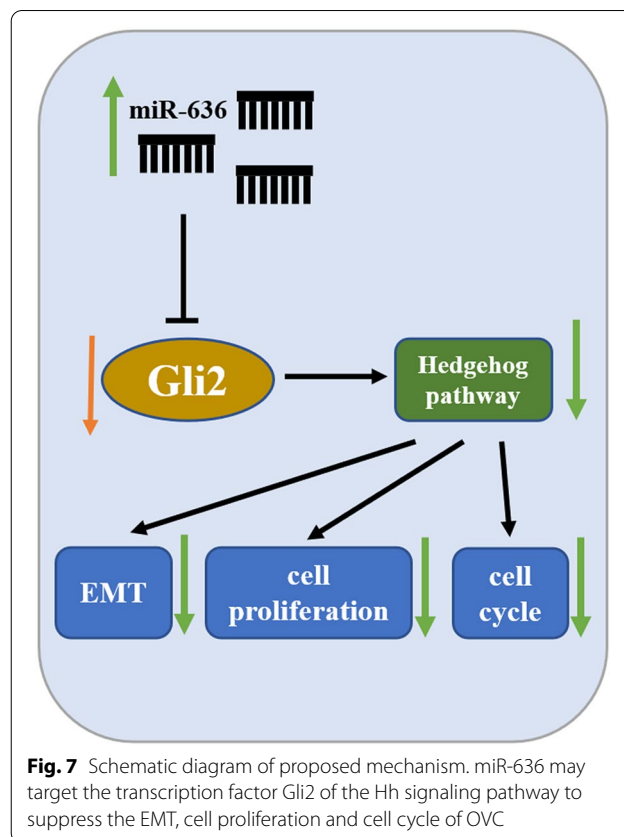 miR-636
Gli2
Hedgehog
pathway
EMT
cell
proliferation
cell
cycle
Fig. 7 Schematic diagram of proposed mechanism. miR-636 may
target the transcription factor Gli2 of the Hh signaling pathway to
suppress the EMT, cell proliferation and cell cycle of OVC